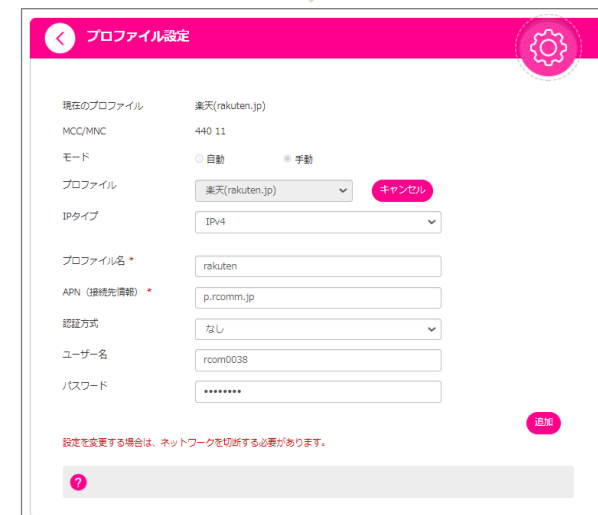 プロファイル設定
現在のプロファイル 楽天(rakuten.jp)
MCC/MNC 440 11
モード 自動 手動
プロファイル 楽天(rakuten.jp) キャンセル
IPタイプ IPv4
プロファイル名 * rakuten
APN（接続先情報） * p.rcomm.jp
認証方式 なし
ユーザー名 rcom0038
パスワード ••••••••
追加
設定を変更する場合は、ネットワークを切断する必要があります。
?